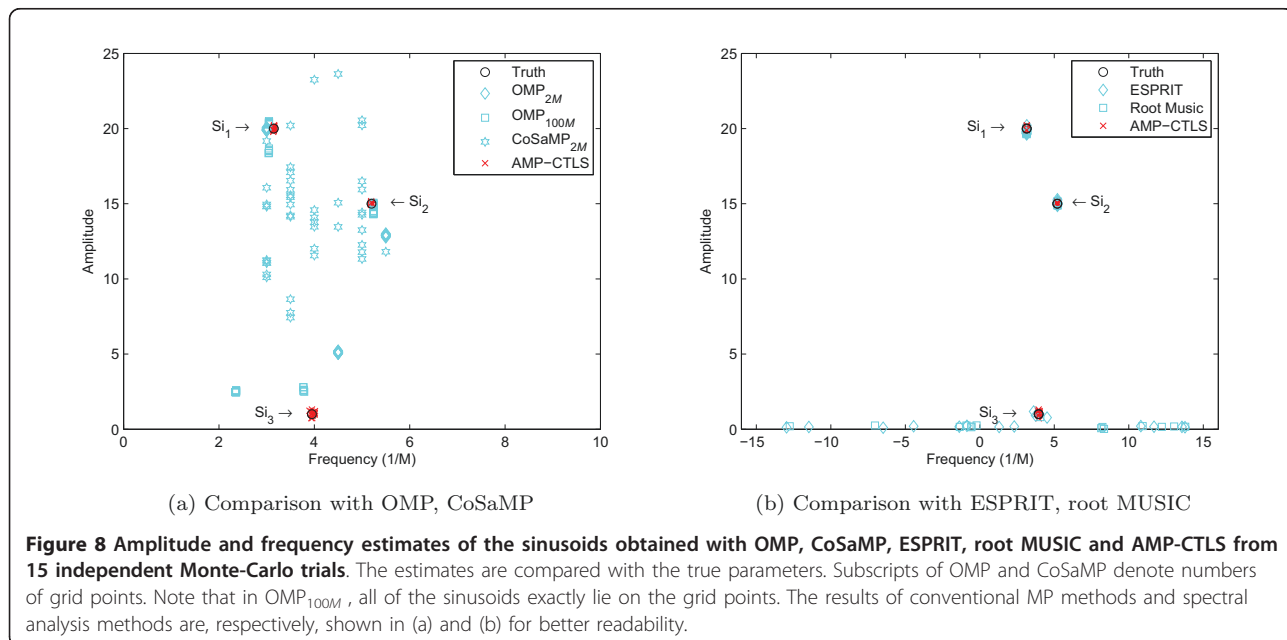 25
20
15
10
5
0
0
2
4
6
8
10
Amplitude
Frequency (1/M)
Si1 →
← Si2
Si3 →
Truth
OMP2M
OMP100M
CoSaMP2M
AMP−CTLS
(a) Comparison with OMP, CoSaMP
25
20
15
10
5
0
−15
−10
−5
0
5
10
15
Amplitude
Frequency (1/M)
Si1 →
← Si2
Si3 →
Truth
ESPRIT
Root Music
AMP−CTLS
(b) Comparison with ESPRIT, root MUSIC
Figure 8 Amplitude and frequency estimates of the sinusoids obtained with OMP, CoSaMP, ESPRIT, root MUSIC and AMP-CTLS from
15 independent Monte-Carlo trials. The estimates are compared with the true parameters. Subscripts of OMP and CoSaMP denote numbers
of grid points. Note that in OMP100M , all of the sinusoids exactly lie on the grid points. The results of conventional MP methods and spectral
analysis methods are, respectively, shown in (a) and (b) for better readability.